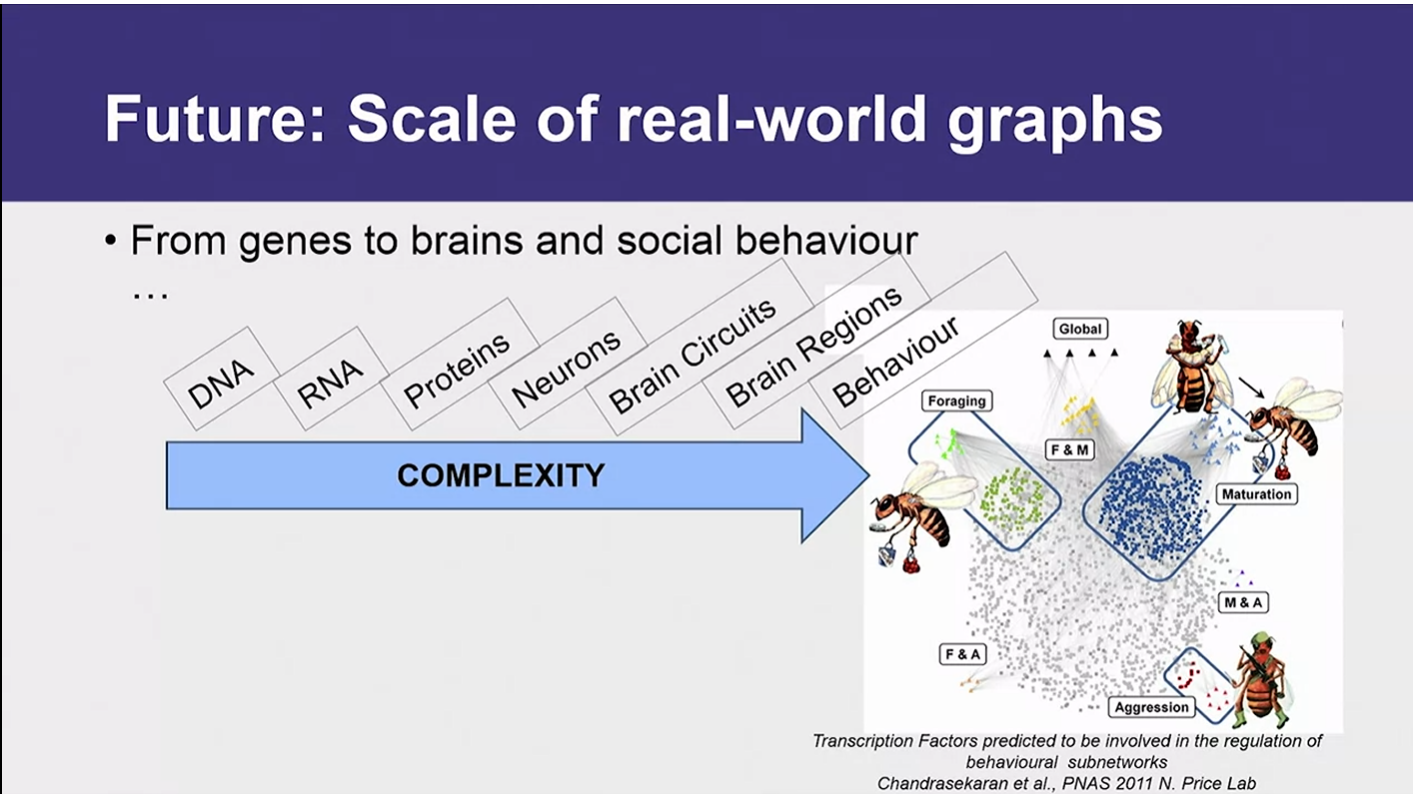 Future: Scale of real-world graphs
• From genes to brains and social behaviour
…
DNA
RNA
Proteins
Neurons
Brain Circuits
Brain Regions
Behaviour
COMPLEXITY
Global
Foraging
F & M
Maturation
M & A
F & A
Aggression
Transcription Factors predicted to be involved in the regulation of
behavioural subnetworks
Chandrasekaran et al., PNAS 2011 N. Price Lab